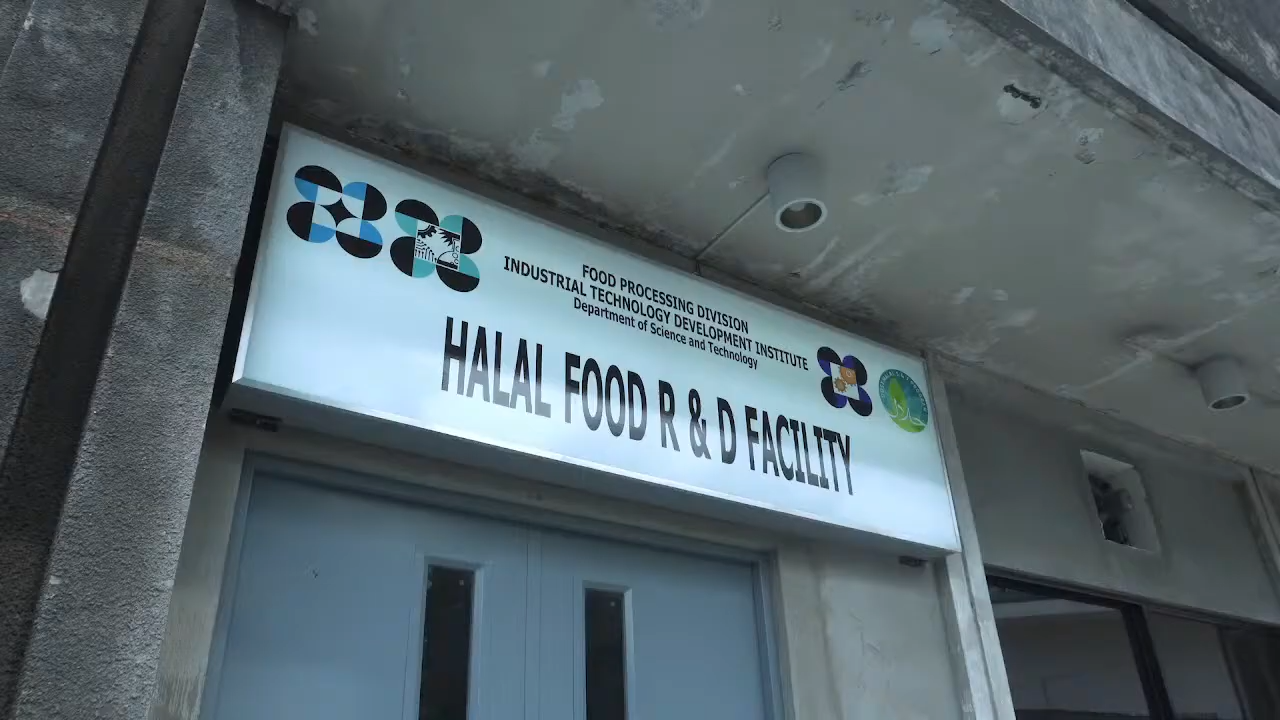 FOOD PROCESSING DIVISION
INDUSTRIAL TECHNOLOGY DEVELOPMENT INSTITUTE
Department of Science and Technology
HALAL FOOD R & D FACILITY